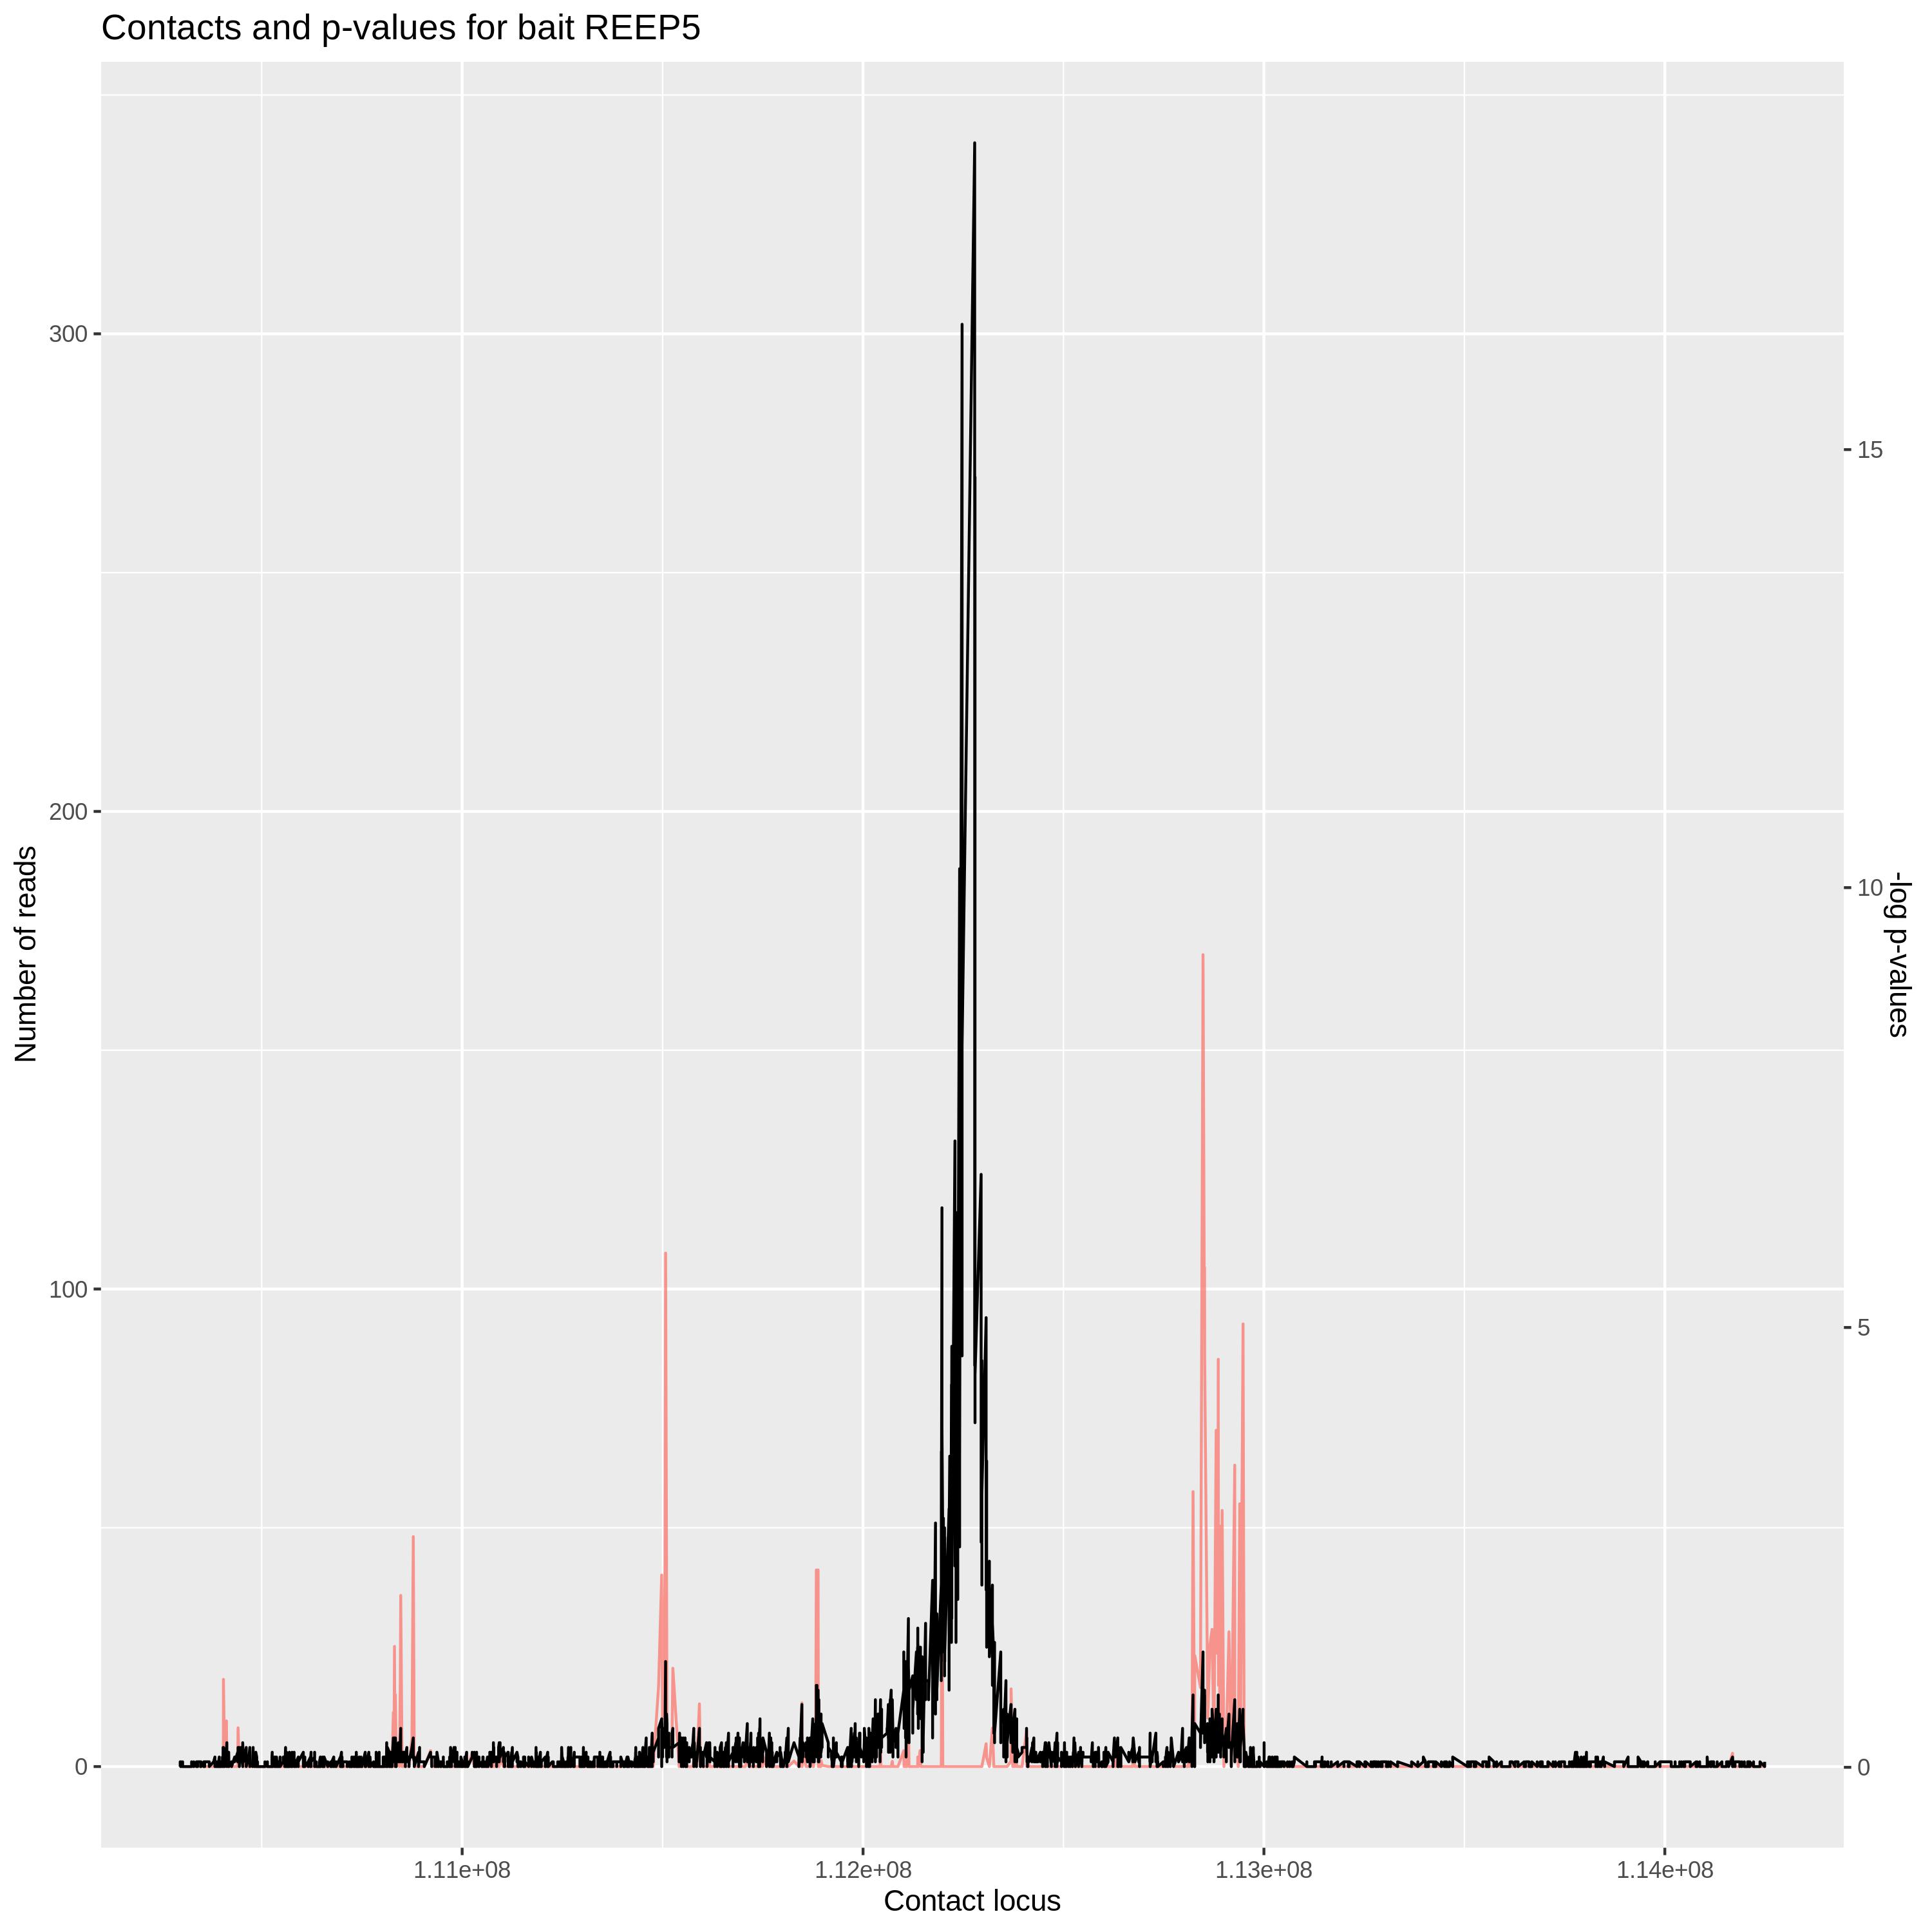 Contacts and p-values for bait REEP5
300
200
100
0
Number of reads
15
10
5
0
-log p-values
1.11e+08
1.12e+08
1.13e+08
1.14e+08
Contact locus